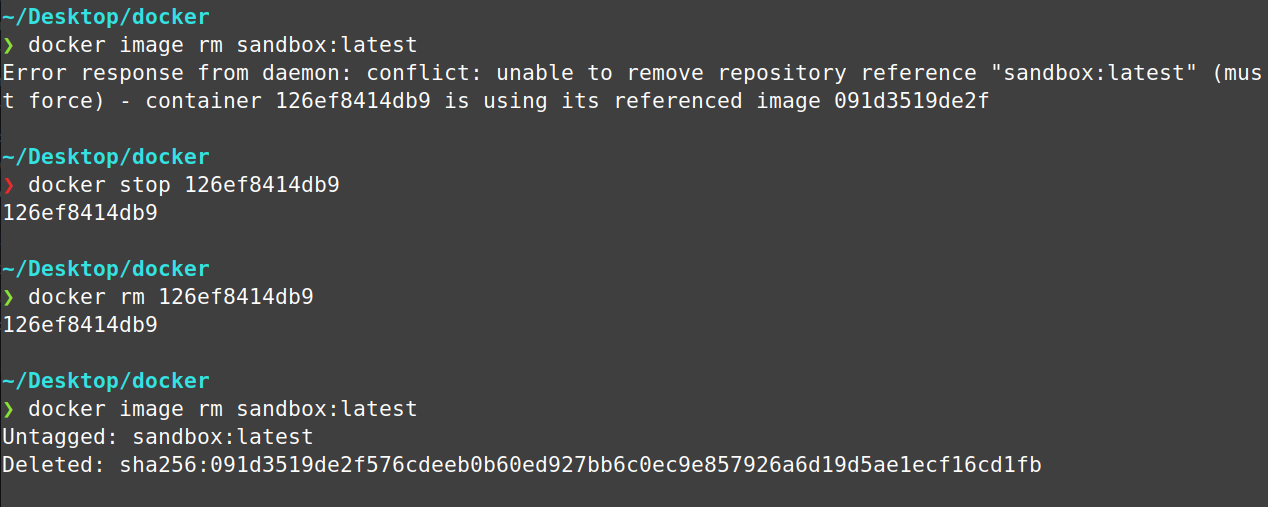 ~/Desktop/docker
❯ docker image rm sandbox:latest
Error response from daemon: conflict: unable to remove repository reference "sandbox:latest" (mus
t force) - container 126ef8414db9 is using its referenced image 091d3519de2f
~/Desktop/docker
❯ docker stop 126ef8414db9
126ef8414db9
~/Desktop/docker
❯ docker rm 126ef8414db9
126ef8414db9
~/Desktop/docker
❯ docker image rm sandbox:latest
Untagged: sandbox:latest
Deleted: sha256:091d3519de2f576cdeeb0b60ed927bb6c0ec9e857926a6d19d5ae1ecf16cd1fb